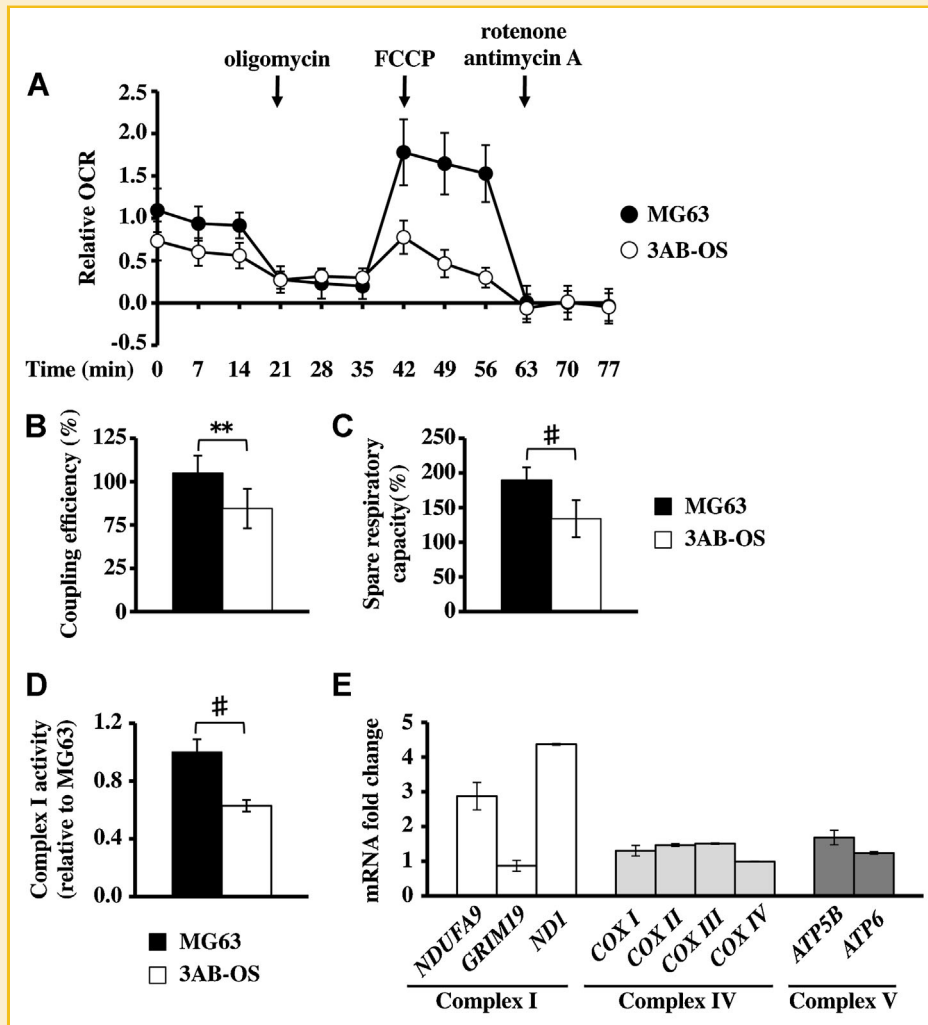 oligomycin
FCCP
rotenone
antimycin A
A
Relative OCR
2.5
2.0
1.5
1.0
0.5
0.0
-0.5
MG63
3AB-OS
Time (min) 0 7 14 21 28 35 42 49 56 63 70 77
B
Coupling efficiency (%)
125
100
75
25
0
**
C
Spare respiratory
capacity(%)
250
200
150
100
50
0
#
MG63
3AB-OS
D
Complex I activity
(relative to MG63)
1.2
0.8
0.4
0.0
#
MG63
3AB-OS
E
mRNA fold change
5
4
3
2
1
0
NDUFA9
GRIM19
ND1
COX I
COX II
COX III
COX IV
ATP5B
ATP6
Complex I
Complex IV
Complex V